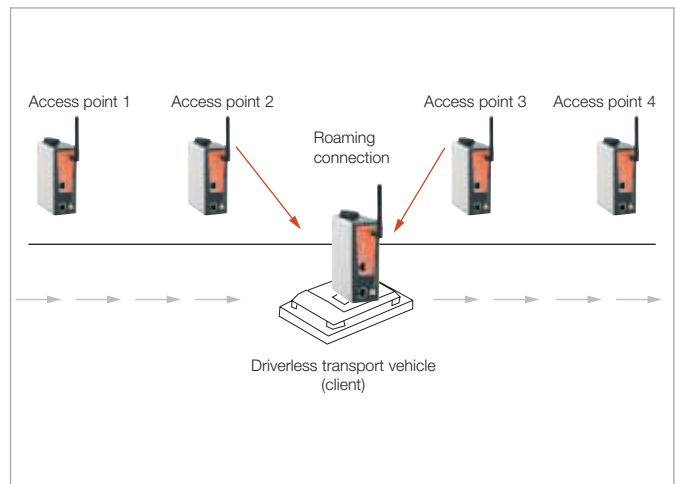 Access point 1
Access point 2
Access point 3
Access point 4
Roaming
connection
Driverless transport vehicle
(client)